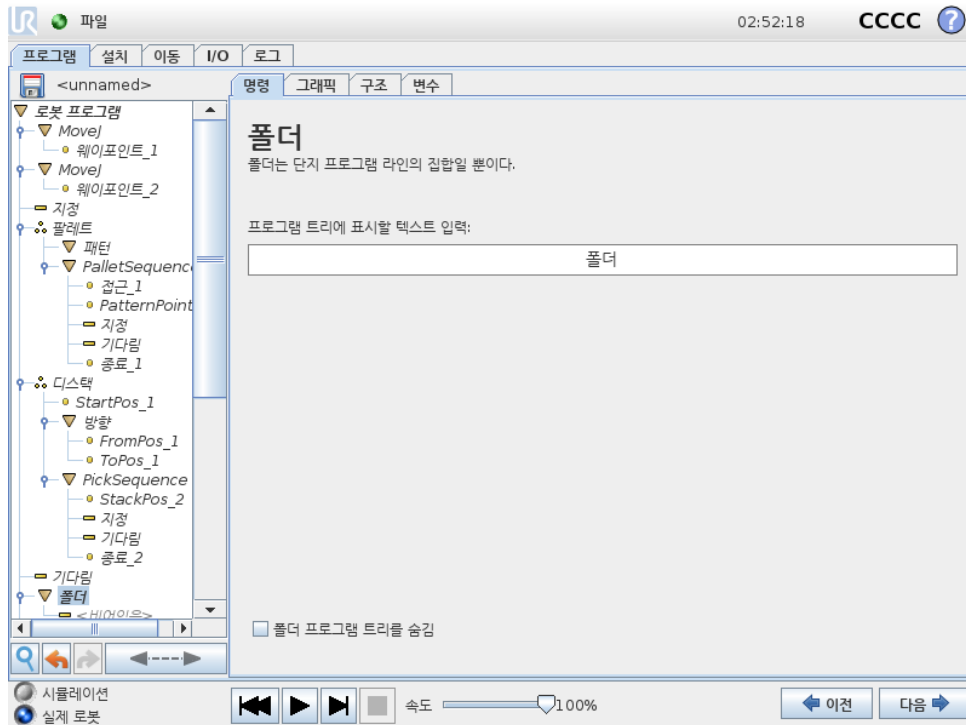 UR 파일 02:52:18 CCCC ?
프로그램 설치 이동 I/O 로그
<unnamed> 명령 그래픽 구조 변수
로봇 프로그램
MoveJ
웨이포인트_1
MoveJ
웨이포인트_2
지정
팔레트
패턴
PalletSequenc
접근_1
PatternPoint
지정
기다림
종료_1
디스택
StartPos_1
방향
FromPos_1
ToPos_1
PickSequence
StackPos_2
지정
기다림
종료_2
기다림
폴더
<비어있음>
폴더
폴더는 단지 프로그램 라인의 집합일 뿐이다.
프로그램 트리에 표시할 텍스트 입력:
폴더
폴더 프로그램 트리를 숨김
시뮬레이션
실제 로봇
속도 100%
이전 다음